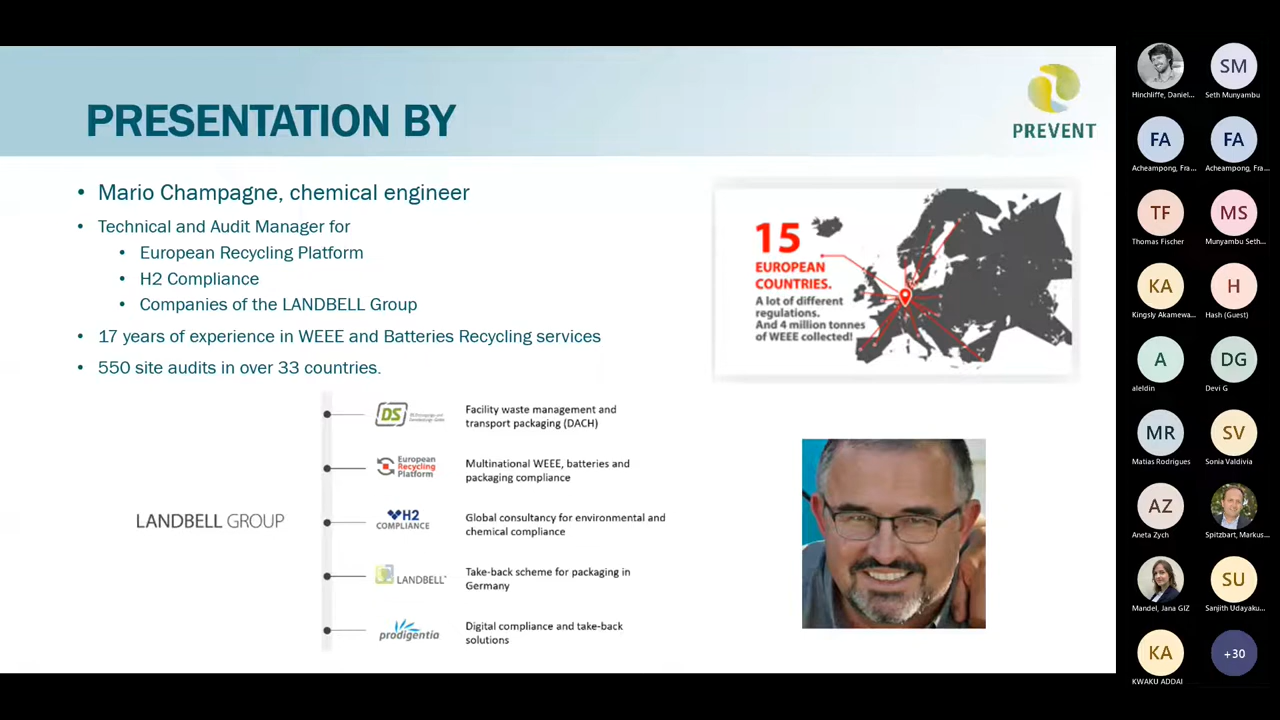 PRESENTATION BY
PREVENT
• Mario Champagne, chemical engineer
• Technical and Audit Manager for
• European Recycling Platform
• H2 Compliance
• Companies of the LANDBELL Group
• 17 years of experience in WEEE and Batteries Recycling services
• 550 site audits in over 33 countries.
15
EUROPEAN
COUNTRIES.
A lot of different
regulations.
And 4 million tonnes
of WEEE collected!
LANDBELL GROUP
DS
Facility waste management and
transport packaging (DACH)
European
Recycling
Platform
Multinational WEEE, batteries and
packaging compliance
H2
COMPLIANCE
Global consultancy for environmental and
chemical compliance
LANDBELL
Take-back scheme for packaging in
Germany
prodigentia
Digital compliance and take-back
solutions
Hinchliffe, Daniel...
SM
Seth Munyambu
FA
Acheampong, Fra...
FA
Acheampong, Fra...
TF
Thomas Fischer
MS
Munyambu Seth...
KA
Kingsly Akamewa...
H
Hash (Guest)
A
aleldin
DG
Devi G
MR
Matias Rodrigues
SV
Sonia Valdivia
AZ
Aneta Zych
Spitzbart, Markus...
Mandel, Jana GIZ
SU
Sanjith Udayaku...
KA
KWAKU ADDAI
+30